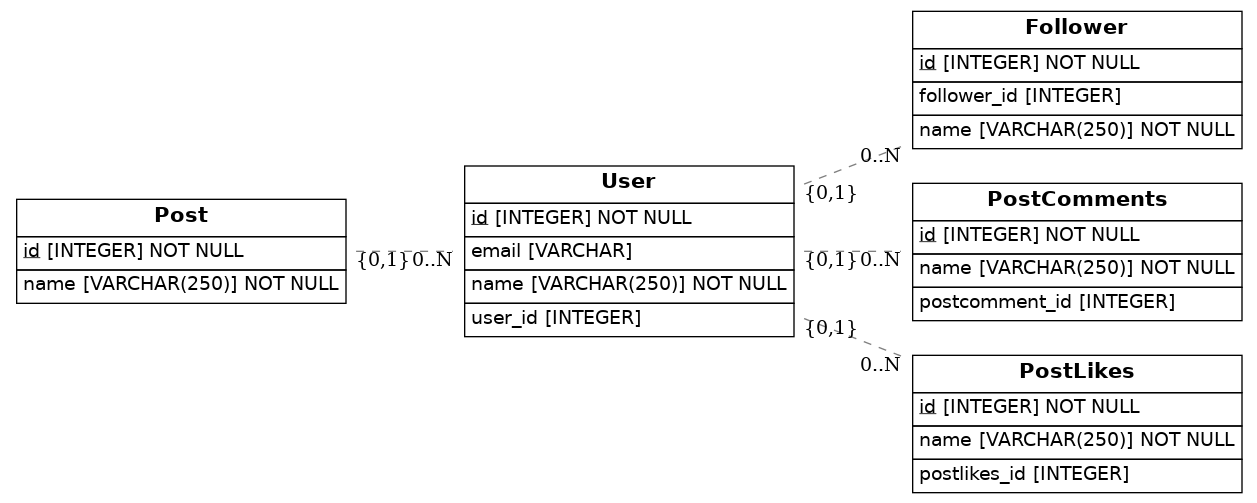 Post
id [INTEGER] NOT NULL
name [VARCHAR(250)] NOT NULL
{0,1}
0..N
User
id [INTEGER] NOT NULL
email [VARCHAR]
name [VARCHAR(250)] NOT NULL
user_id [INTEGER]
{0,1}
0..N
{0,1}
0..N
{0,1}
0..N
Follower
id [INTEGER] NOT NULL
follower_id [INTEGER]
name [VARCHAR(250)] NOT NULL
PostComments
id [INTEGER] NOT NULL
name [VARCHAR(250)] NOT NULL
postcomment_id [INTEGER]
PostLikes
id [INTEGER] NOT NULL
name [VARCHAR(250)] NOT NULL
postlikes_id [INTEGER]